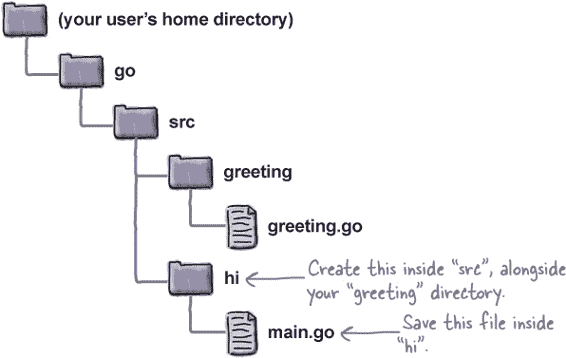 (your user’s home directory)
go
src
greeting
greeting.go
hi
Create this inside “src”, alongside
your “greeting” directory.
main.go
Save this file inside
“hi”.